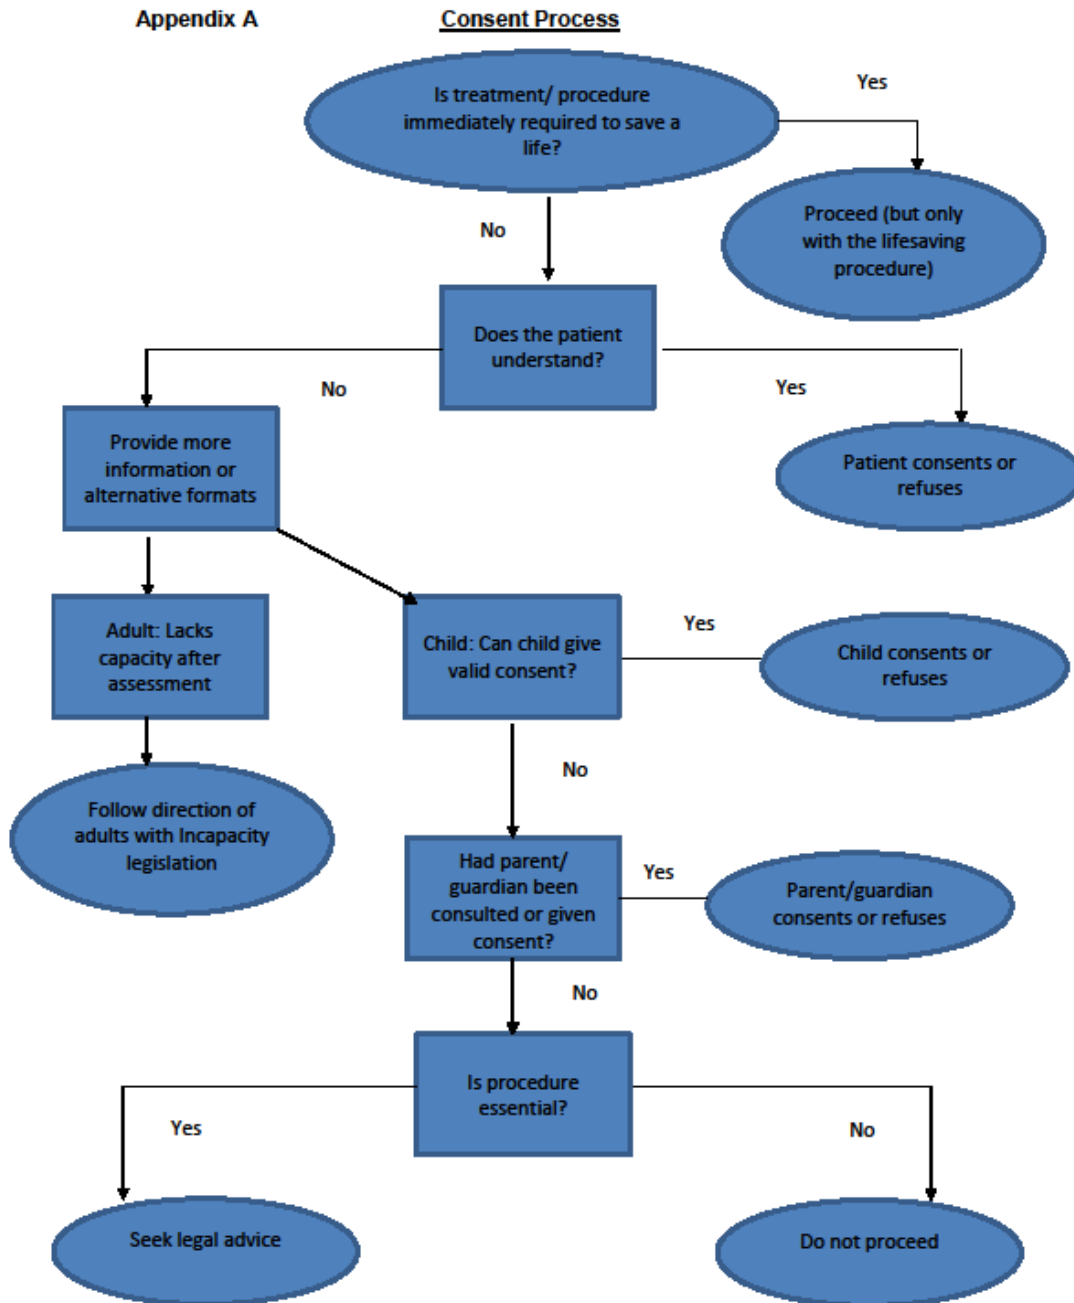 Appendix A
Consent Process
Is treatment/ procedure
immediately required to save a
life?
Yes
Proceed (but only
with the lifesaving
procedure)
No
Does the patient
understand?
No
Yes
Provide more
information or
alternative formats
Patient consents or
refuses
Adult: Lacks
capacity after
assessment
Child: Can child give
valid consent?
Yes
Child consents or
refuses
No
Follow direction of
adults with Incapacity
legislation
Had parent/
guardian been
consulted or given
consent?
Yes
Parent/guardian
consents or refuses
No
Is procedure
essential?
Yes
No
Seek legal advice
Do not proceed